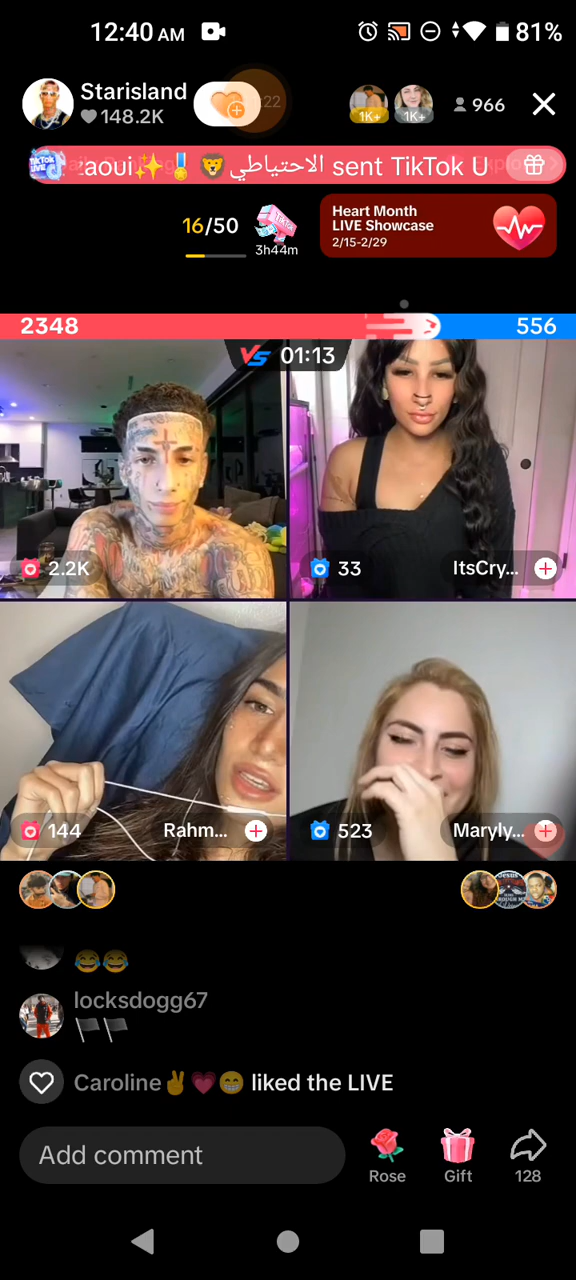 12:40 AM
81%
Starisland
148.2K
1K+
1K+
966
:aoui✨🏅🦁الاحتياطي sent TikTok U
16/50
3h44m
Heart Month
LIVE Showcase
2/15-2/29
2348
VS 01:13
556
2.2K
33
ItsCry...
144
Rahm...
523
Maryly...
😂😂
locksdogg67
🏴🏴
Caroline✌️💗😁 liked the LIVE
Add comment
Rose
Gift
128